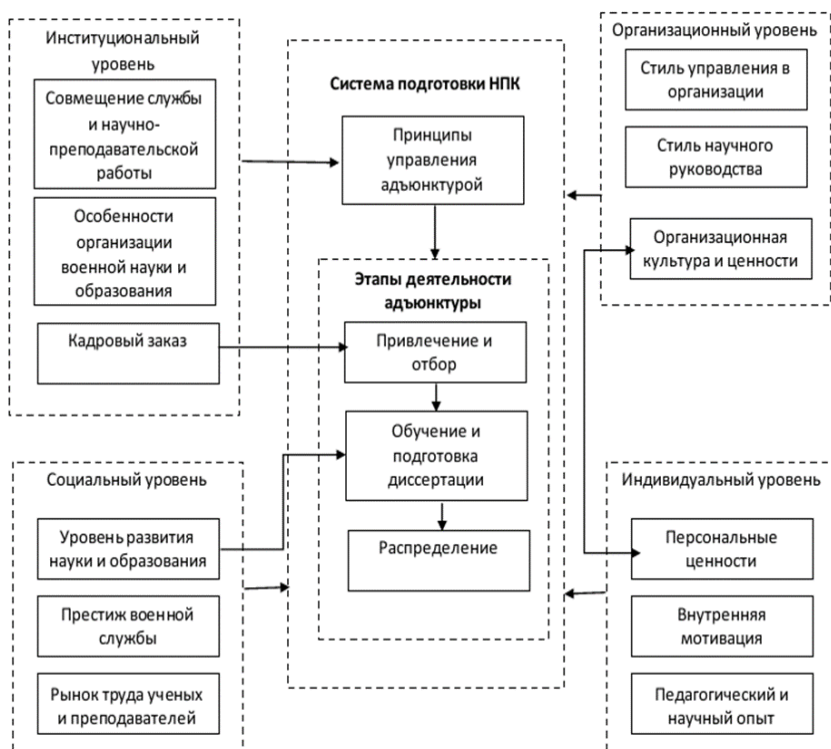 Институциональный
уровень
Совмещение службы
и научно-
преподавательской
работы
Особенности
организации
военной науки и
образования
Кадровый заказ
Социальный уровень
Уровень развития
науки и образования
Престиж военной
службы
Рынок труда ученых
и преподавателей
Система подготовки НПК
Принципы
управления
адъюнктурой
Этапы деятельности
адъюнктуры
Привлечение и
отбор
Обучение и
подготовка
диссертации
Распределение
Организационный уровень
Стиль управления в
организации
Стиль научного
руководства
Организационная
культура и ценности
Индивидуальный уровень
Персональные
ценности
Внутренняя
мотивация
Педагогический и
научный опыт